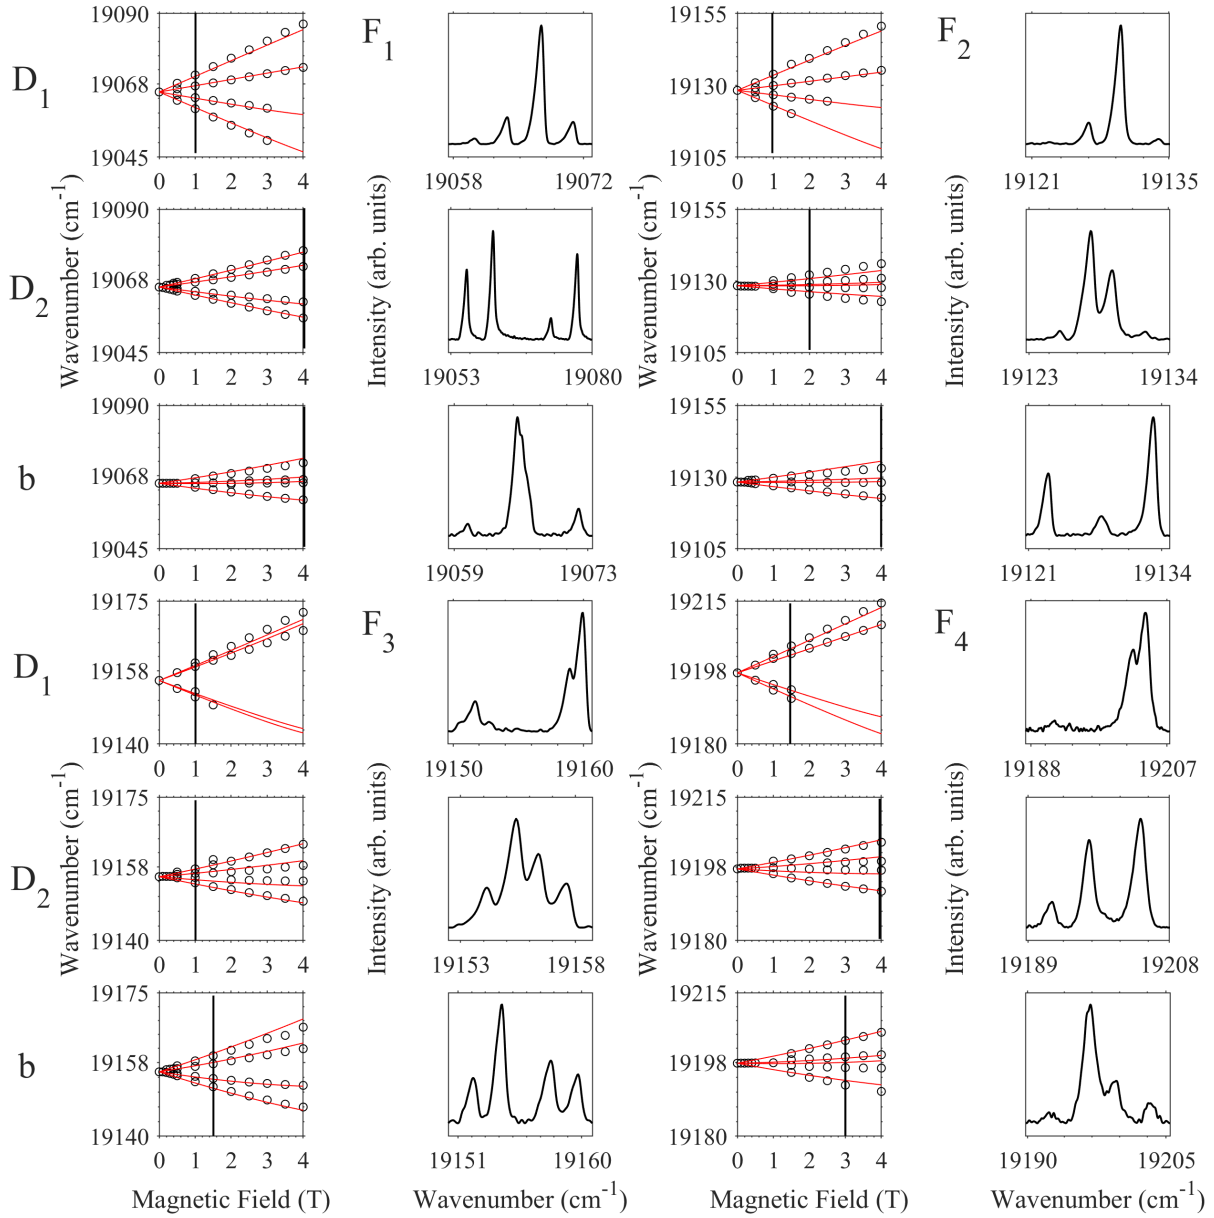 D1 19090 19068 19045 0 1 2 3 4 F1 19058 19072 19155 19130 19105 0 1 2 3 4 F2 19121 19135
D2 19090 19068 19045 0 1 2 3 4 19053 19080 19155 19130 19105 0 1 2 3 4 19123 19134
Wavenumber (cm-1) Intensity (arb. units) Wavenumber (cm-1) Intensity (arb. units)
b 19090 19068 19045 0 1 2 3 4 19059 19073 19155 19130 19105 0 1 2 3 4 19121 19134
D1 19175 19158 19140 0 1 2 3 4 F3 19150 19160 19215 19198 19180 0 1 2 3 4 F4 19188 19207
D2 19175 19158 19140 0 1 2 3 4 19153 19158 19215 19198 19180 0 1 2 3 4 19189 19208
Wavenumber (cm-1) Intensity (arb. units) Wavenumber (cm-1) Intensity (arb. units)
b 19175 19158 19140 0 1 2 3 4 19151 19160 19215 19198 19180 0 1 2 3 4 19190 19205
Magnetic Field (T) Wavenumber (cm-1) Magnetic Field (T) Wavenumber (cm-1)